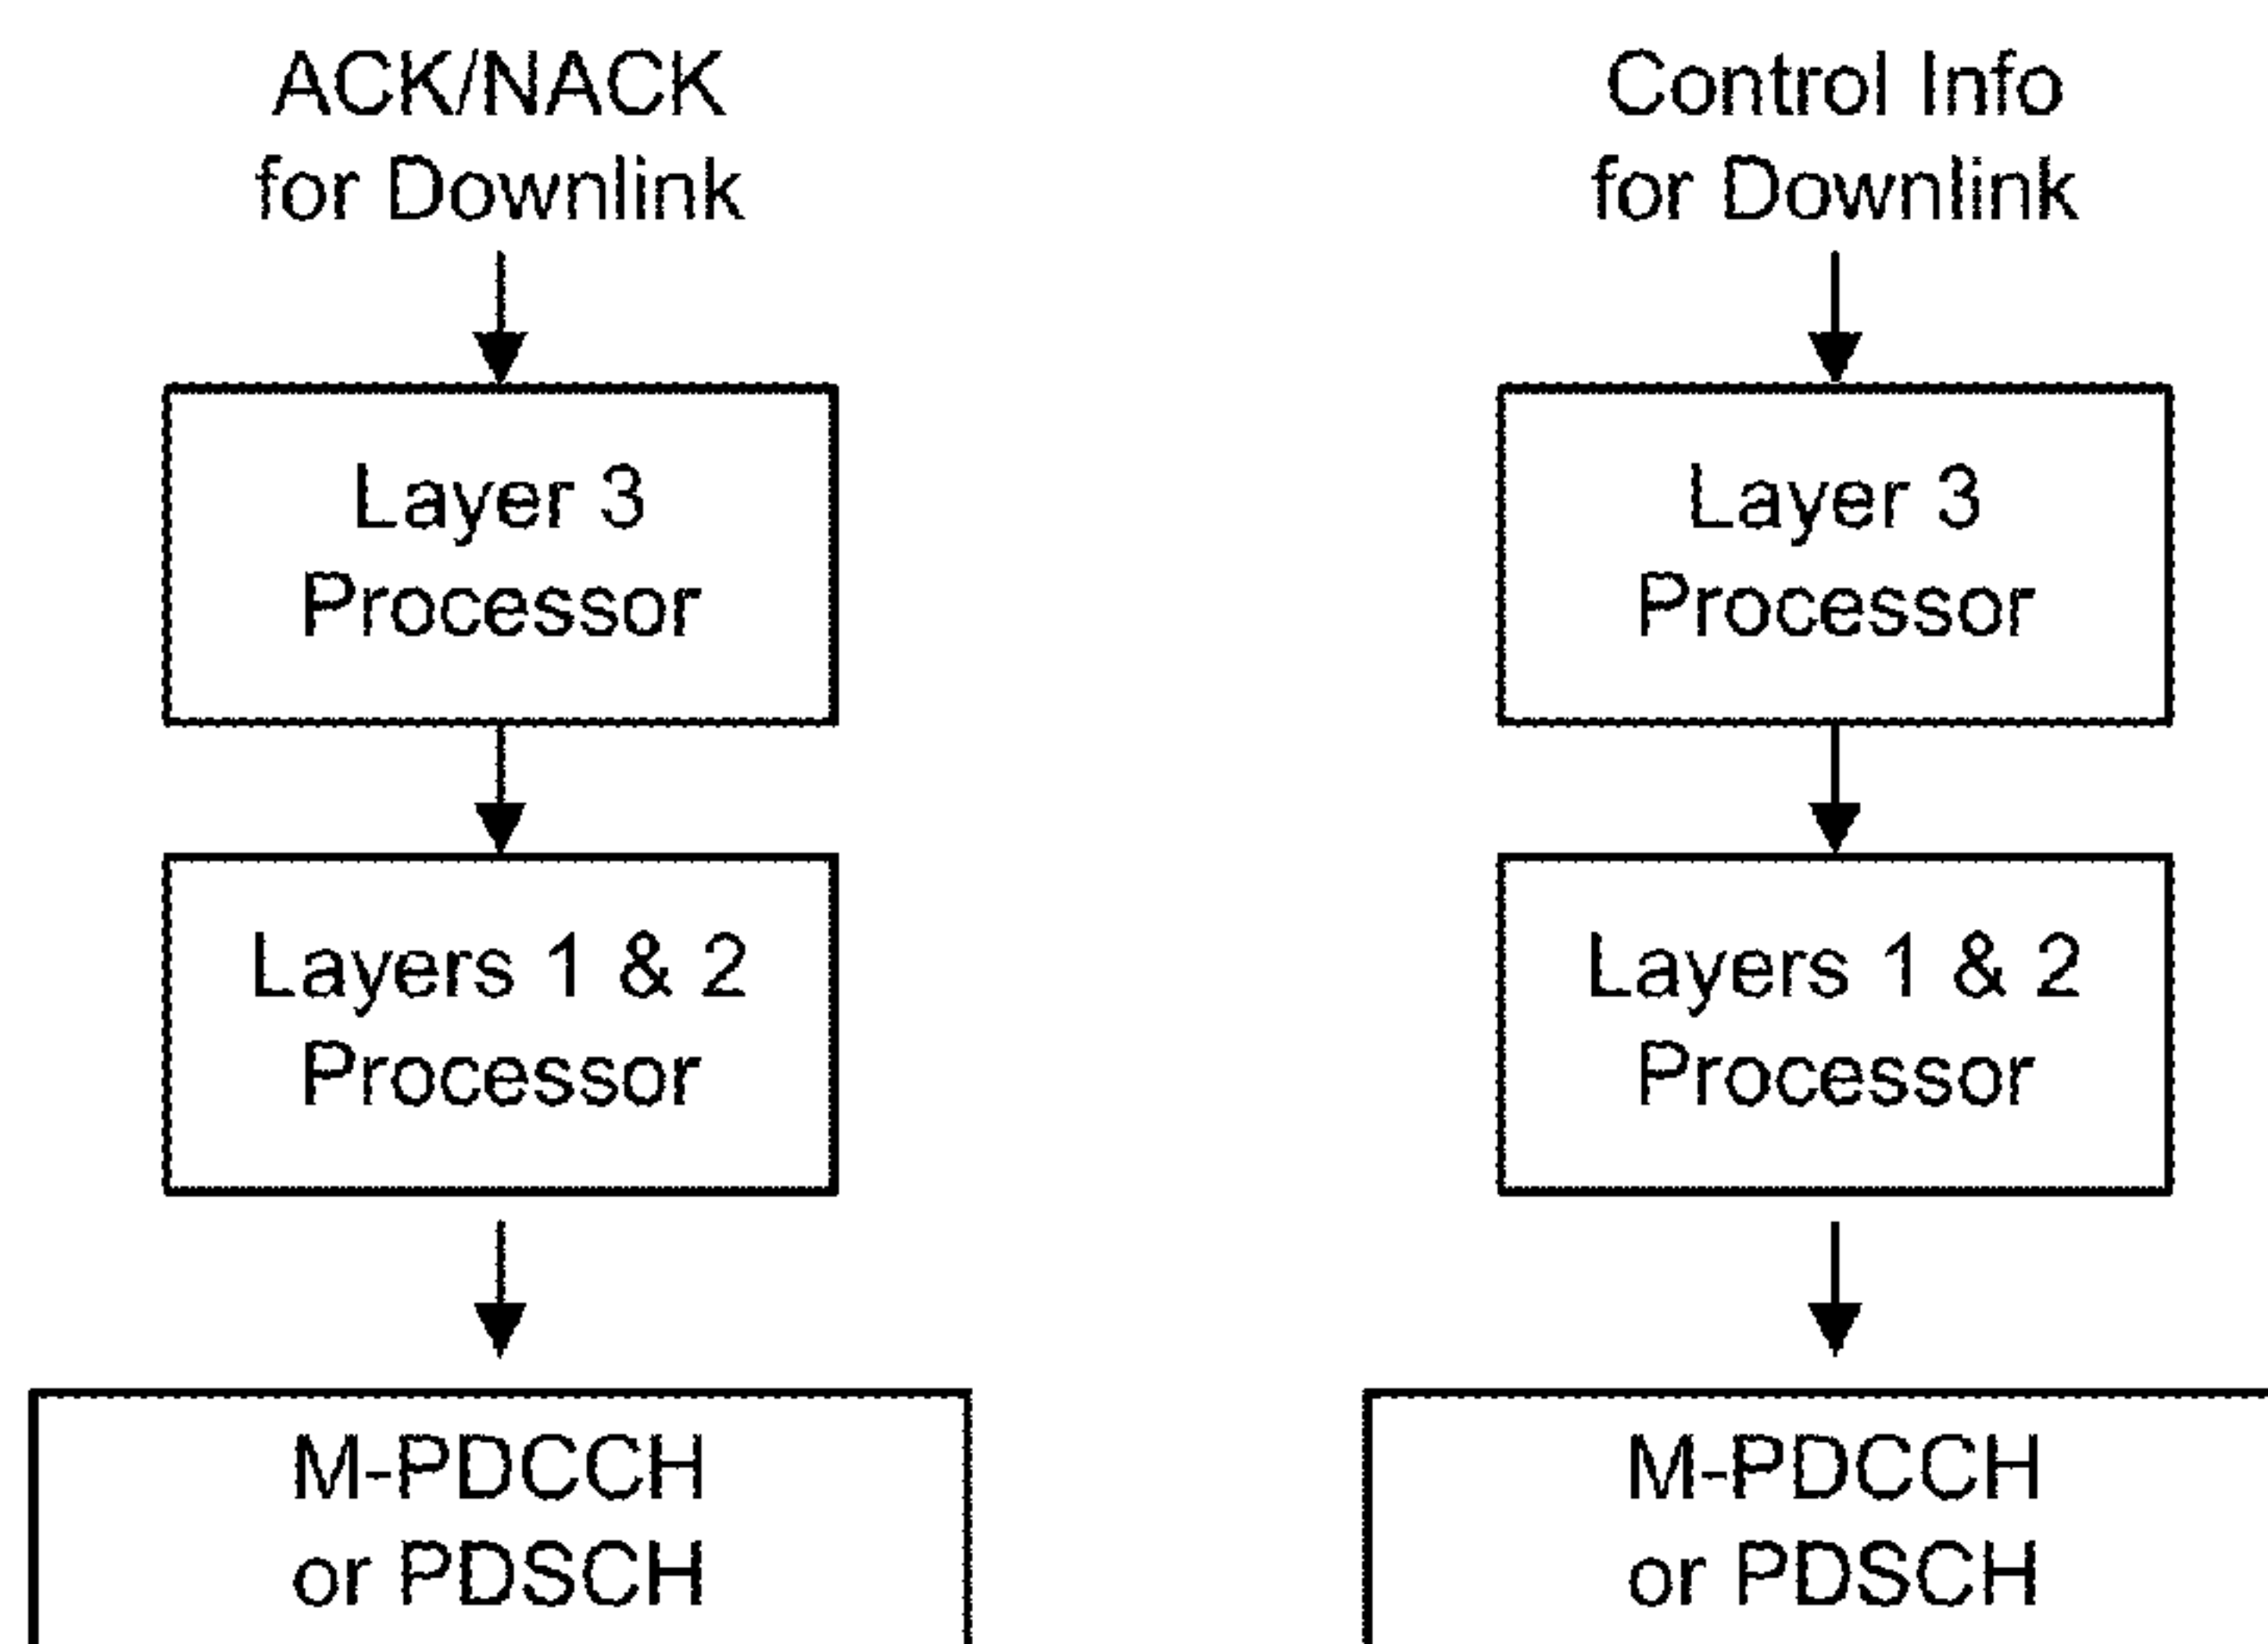 ACK/NACK
for Downlink
Layer 3
Processor
Layers 1 & 2
Processor
M-PDCCH
or PDSCH
Control Info
for Downlink
Layer 3
Processor
Layers 1 & 2
Processor
M-PDCCH
or PDSCH